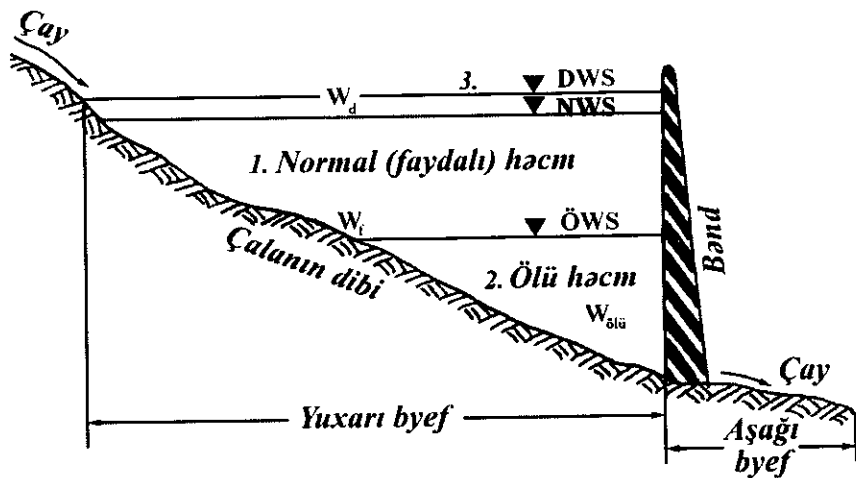 Çay
3.
DWS
W_d
NWS
1. Normal (faydalı) həcm
W_f
ÖWS
Çalanın dibi
Bənd
2. Ölü həcm
W_ölü
Çay
Yuxarı byef
Aşağı
byef